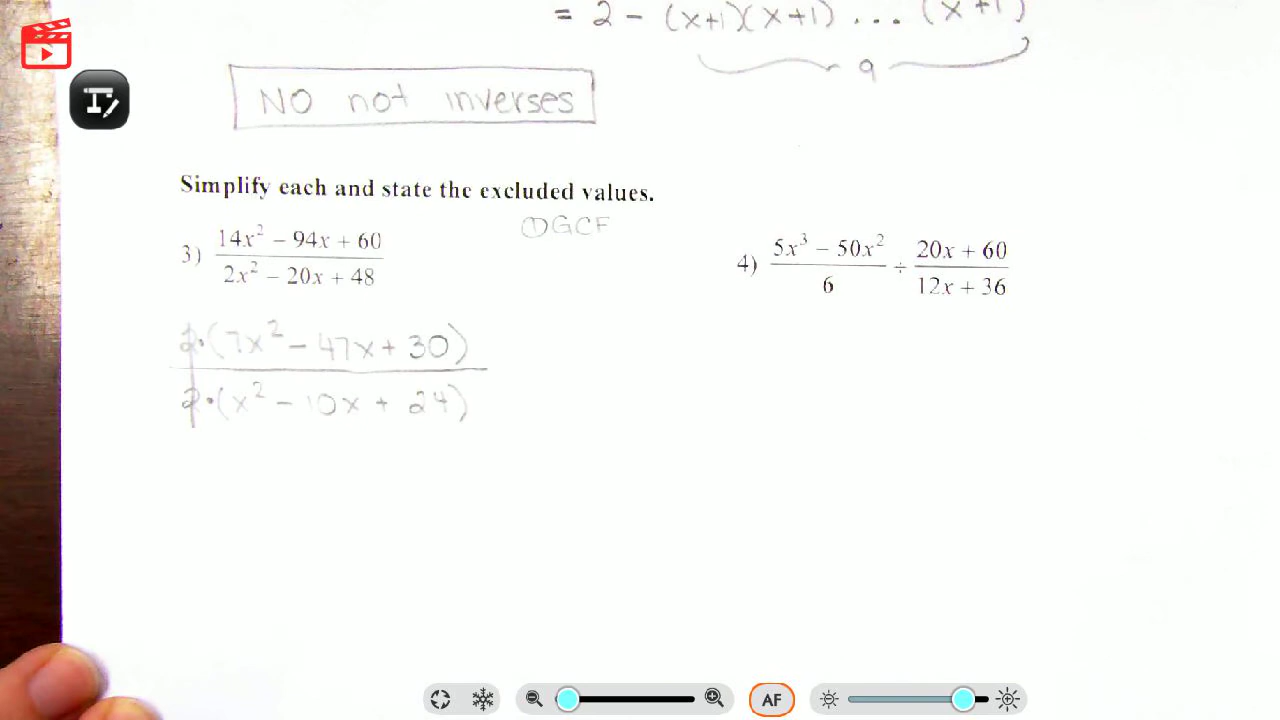 = 2 - (x+1)(x+1) ... (x+1)
9
NO not inverses
Simplify each and state the excluded values.
① GCF
3) (14x² − 94x + 60)/(2x² − 20x + 48)
4) (5x³ − 50x²)/6 ÷ (20x + 60)/(12x + 36)
2·(7x² − 47x + 30)
2·(x² − 10x + 24)
AF